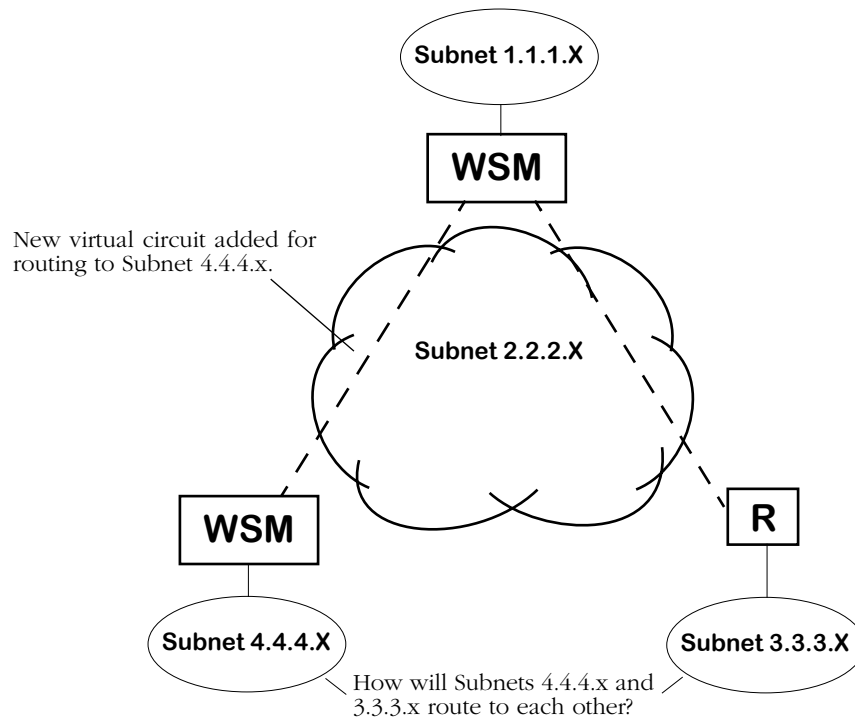 Subnet 1.1.1.X
WSM
New virtual circuit added for
routing to Subnet 4.4.4.x.
Subnet 2.2.2.X
WSM
R
Subnet 4.4.4.X
Subnet 3.3.3.X
How will Subnets 4.4.4.x and
3.3.3.x route to each other?